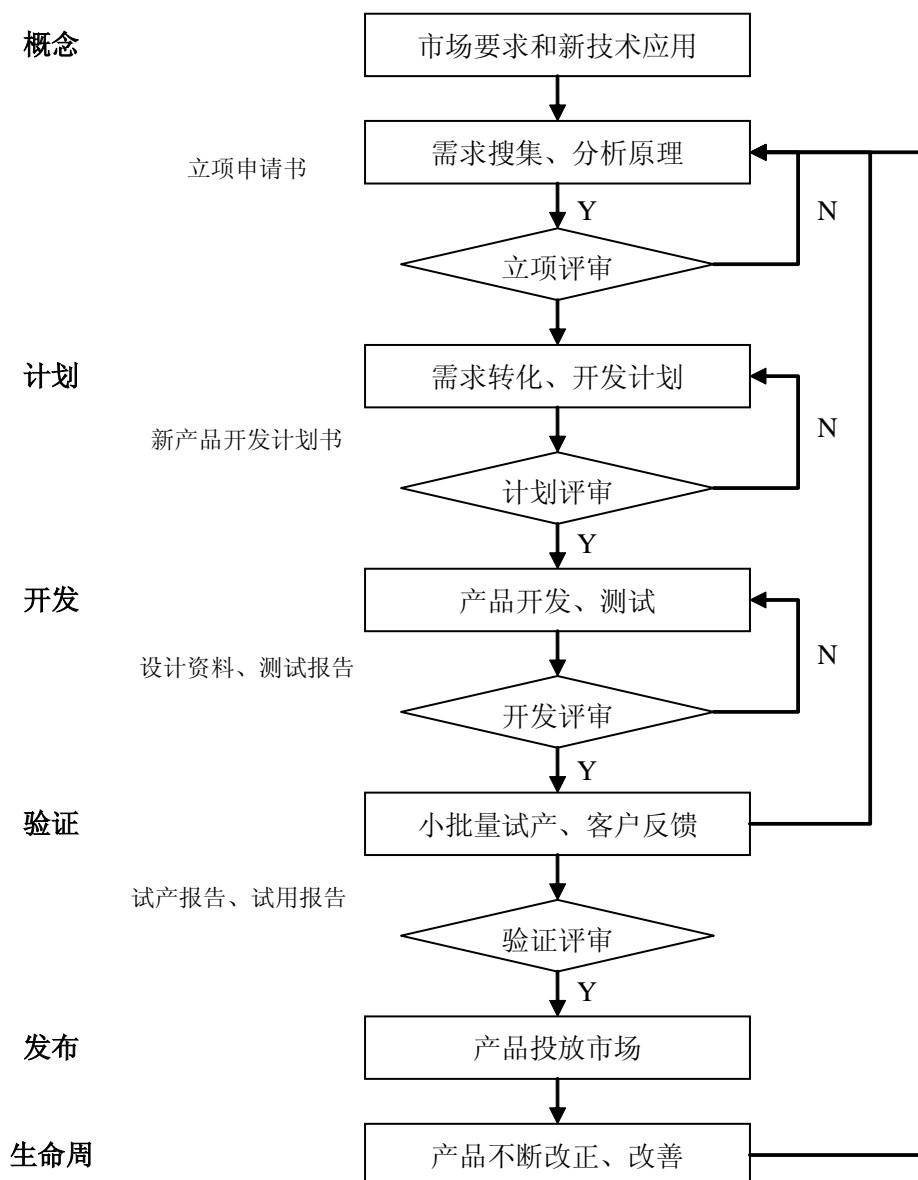 概念
市场要求和新技术应用
需求搜集、分析原理
立项申请书
Y
N
立项评审
计划
需求转化、开发计划
新产品开发计划书
N
计划评审
Y
开发
产品开发、测试
设计资料、测试报告
N
开发评审
Y
验证
小批量试产、客户反馈
试产报告、试用报告
验证评审
Y
发布
产品投放市场
生命周
产品不断改正、改善